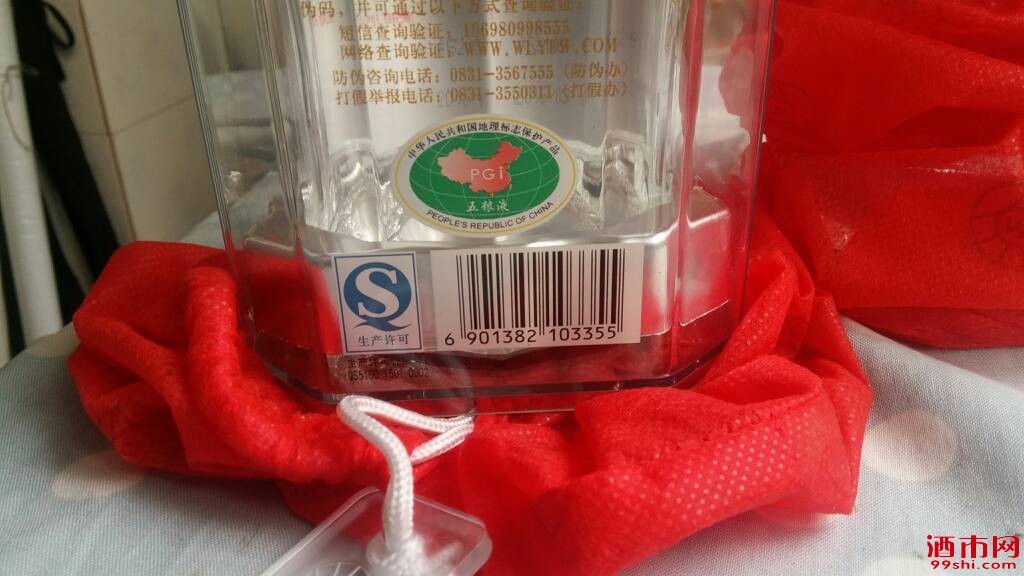 伪码，并可通过以下方式查询验证：
短信查询验证：106980998555
网络查询验证：WWW.WLYFW.COM
防伪咨询电话：0831-3567555（防伪办）
打假举报电话：0831-3550311（打假办）
中华人民共和国地理标志保护产品
PGI
五粮液
PEOPLE'S REPUBLIC OF CHINA
S
生产许可
6 901382 103355
QS5100 1501 0002
酒市网
99shi.com